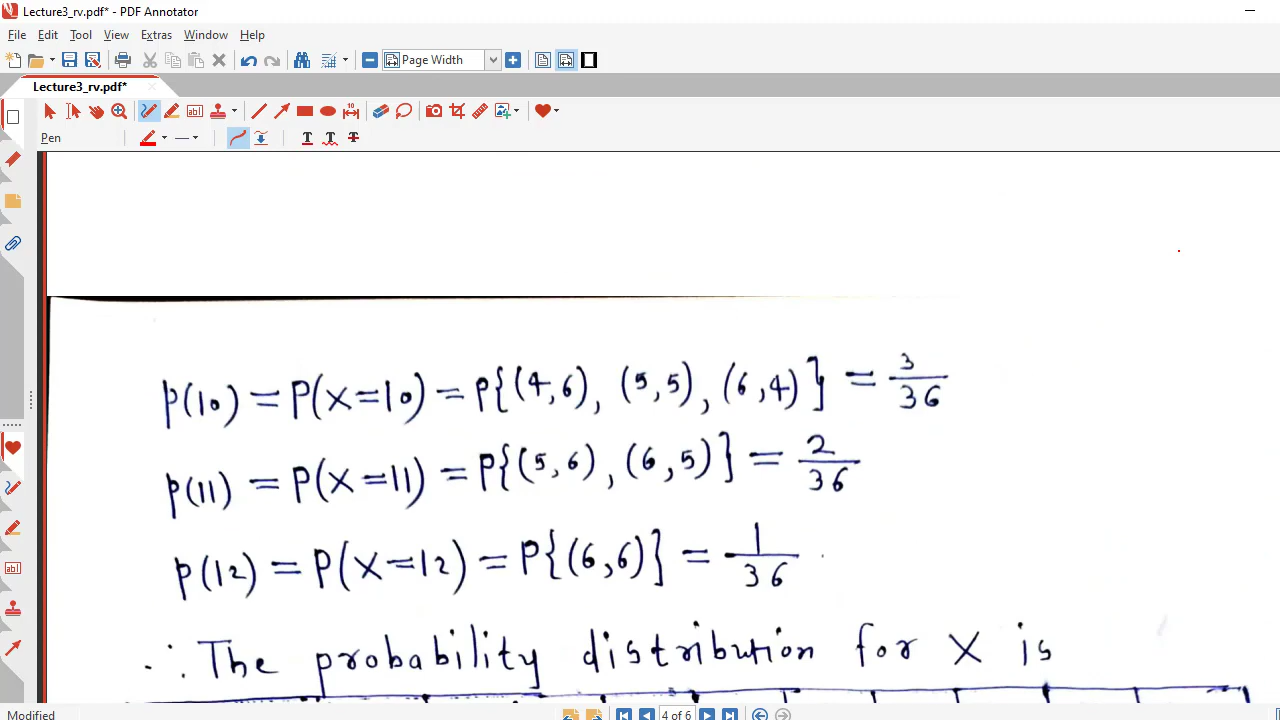 Lecture3_rv.pdf* - PDF Annotator
File Edit Tool View Extras Window Help
Page Width
Lecture3_rv.pdf*
Pen
p(10) = P(X=10) = P{(4,6), (5,5), (6,4)} = 3/36
p(11) = P(X=11) = P{(5,6), (6,5)} = 2/36
p(12) = P(X=12) = P{(6,6)} = 1/36
∴ The probability distribution for X is
Modified
4 of 6